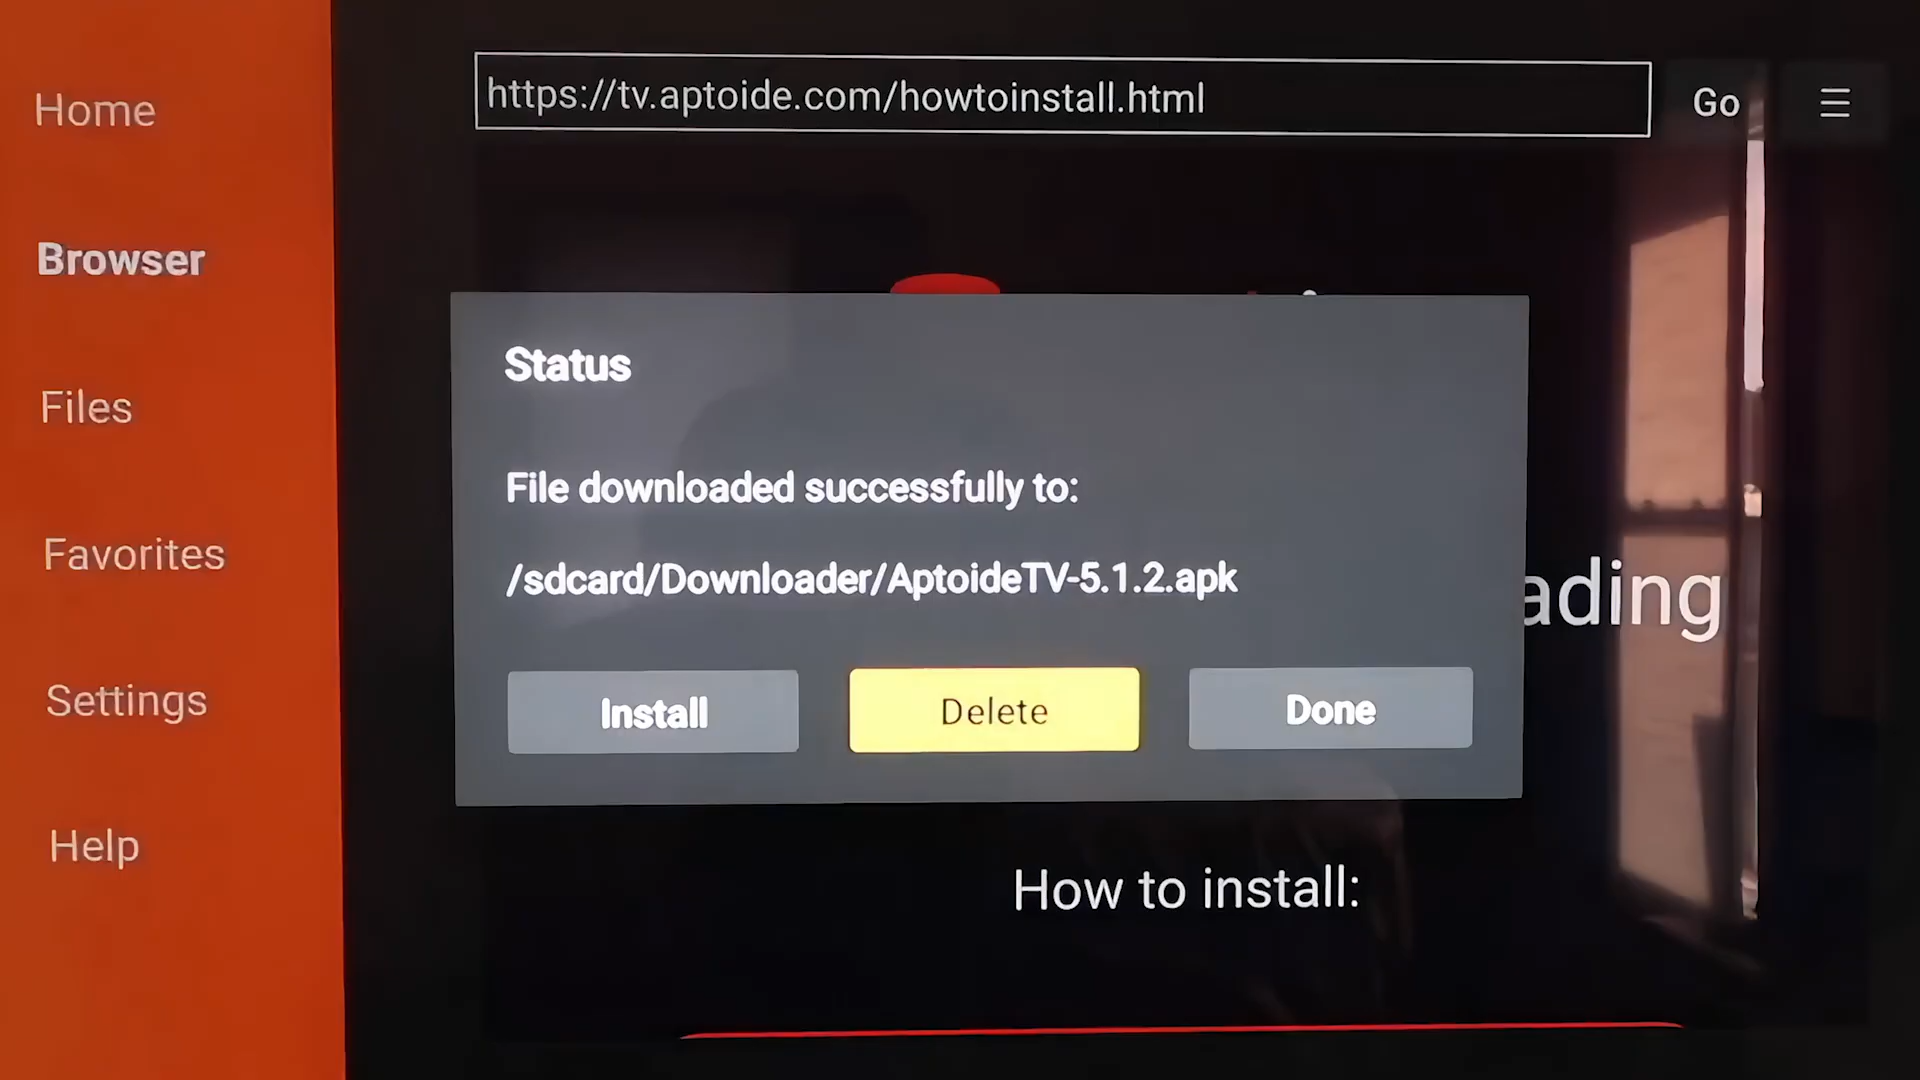 Home
Browser
Files
Favorites
Settings
Help
https://tv.aptoide.com/howtoinstall.html
Go
Status
File downloaded successfully to:
/sdcard/Downloader/AptoideTV-5.1.2.apk
Install
Delete
Done
ading
How to install: